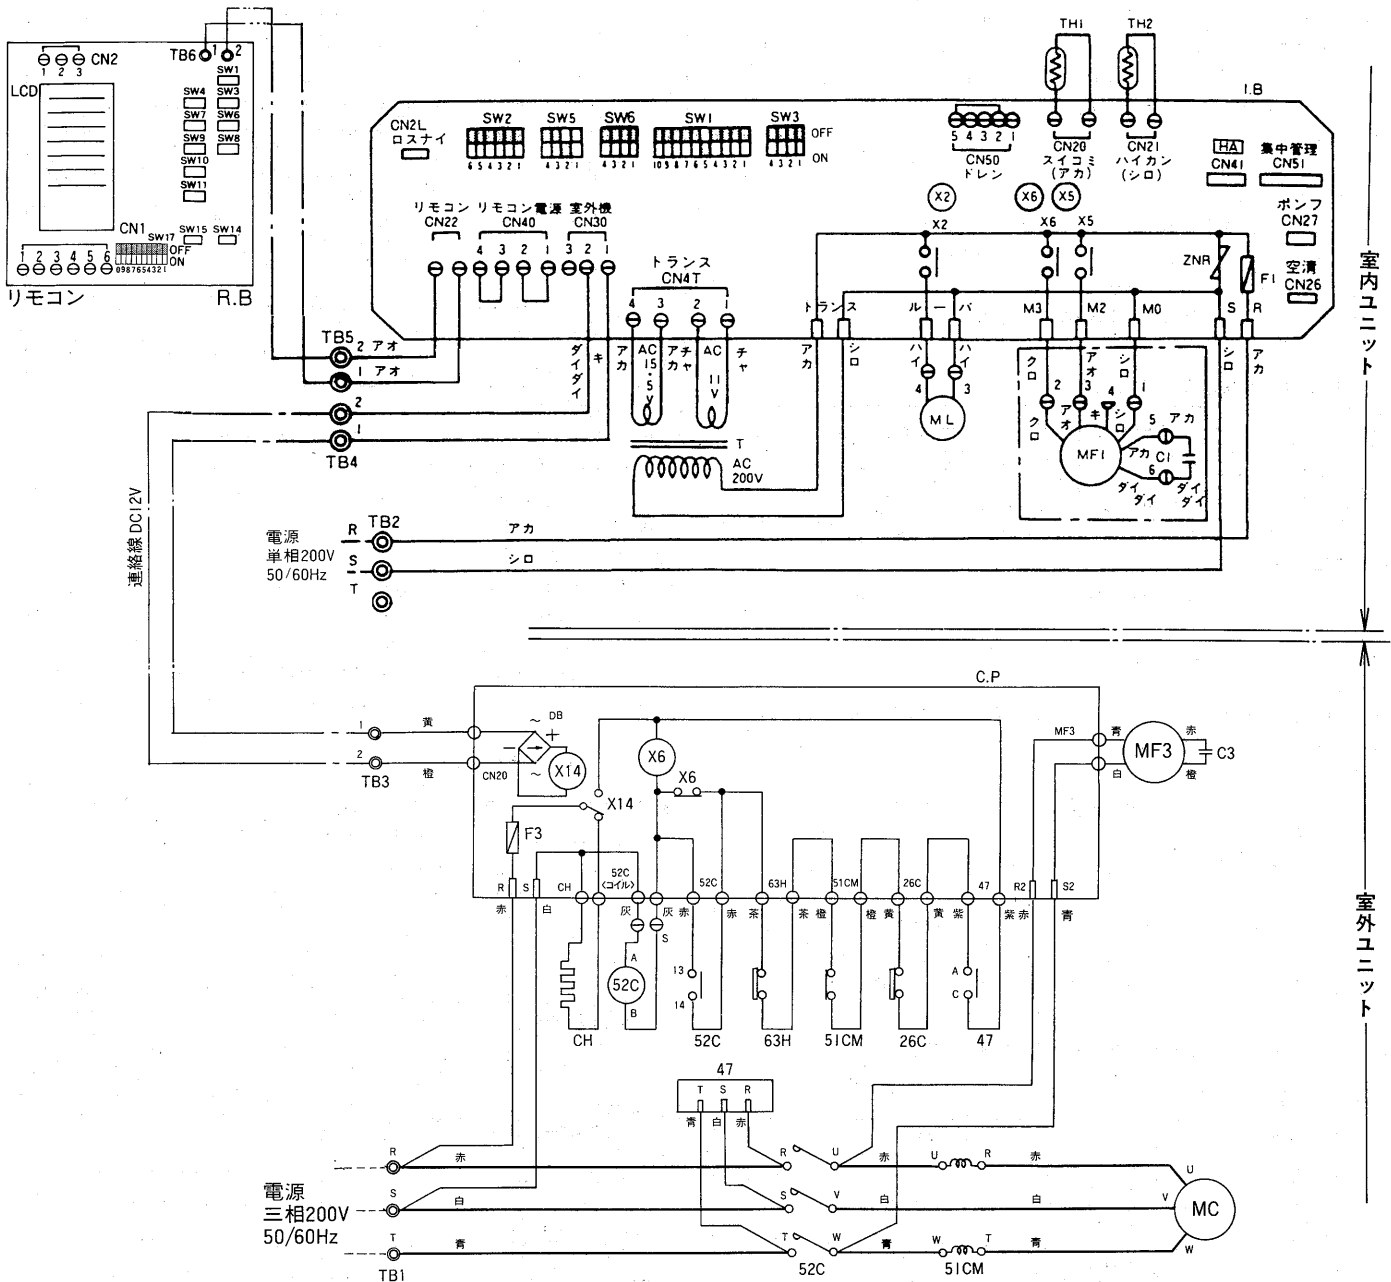 TB6 1 2
CN2
1 2 3
LCD
SW1
SW4 SW3
SW7 SW6
SW9 SW8
SW10
SW11
CN1
SW17
SW15 SW14
OFF
ON
1 2 3 4 5 6
0987654321
リモコン
R.B
TH1
TH2
I.B
CN2L
ロスナイ
SW2
SW5
SW6
SW1
SW3
OFF
ON
6 5 4 3 2 1
4 3 2 1
4 3 2 1
10 9 8 7 6 5 4 3 2 1
4 3 2 1
5 4 3 2 1
CN50
ドレン
CN20
スイコミ
(アカ)
CN21
ハイカン
(シロ)
HA
CN41
集中管理
CN51
ポンフ
CN27
空清
CN26
リモコン
CN22
リモコン電源
CN40
室外機
CN30
4 3 2 1
3 2 1
トランス
CN4T
4 3 2 1
X2
X6
X5
X2
X6
X5
ZNR
F1
トランス
ルーバ
M3
M2
M0
S
R
TB5
2 アオ
1 アオ
2
1
TB4
ダイダイ
キ
アカ
AC 15.5V
アカ
チャ
AC 11V
チャ
T
AC
200V
アカ
シロ
ハイ
ハイ
4
3
ML
クロ
アオ
シロ
シロ
アカ
2
3
4
1
クロ
アオ
キ
シロ
MF1
5 アカ
アカ
C1
6
ダイダイ
ダイダイ
連絡線 DC12V
電源
単相200V
50/60Hz
R
S
T
TB2
アカ
シロ
室内ユニット
室外ユニット
C.P
1
2
TB3
黄
橙
CN20
DB
~
+
−
~
X14
X6
X6
X14
F3
MF3
青
白
MF3
赤
橙
C3
R
S
CH
52C
<コイル>
52C
63H
51CM
26C
47
R2
S2
赤
白
灰
灰
赤
赤
茶
茶
橙
橙
黄
黄
紫
紫
赤
青
S
A
52C
B
13
14
A
C
CH
52C
63H
51CM
26C
47
47
T S R
青 白 赤
電源
三相200V
50/60Hz
R
S
T
TB1
赤
白
青
R U
S V
T W
52C
赤
白
青
U R
W T
51CM
赤
白
青
U
V
W
MC